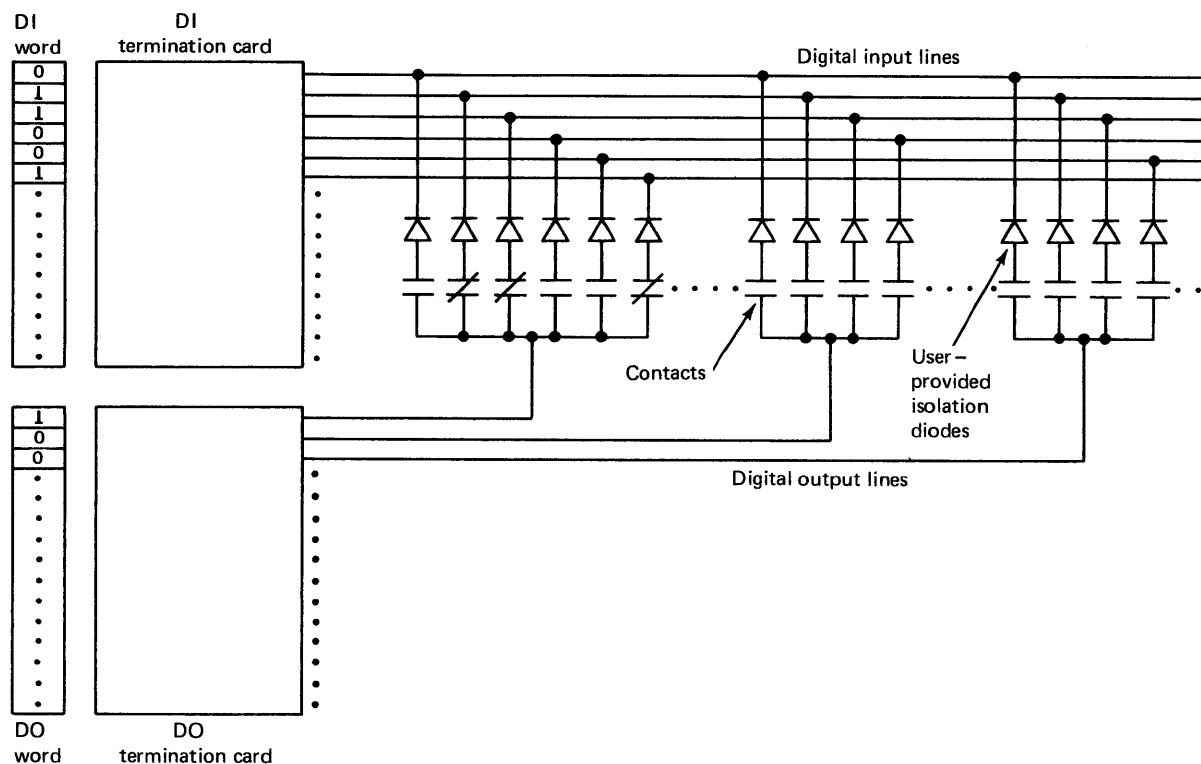 DI
word
DI
termination card
Digital input lines
0
1
1
0
0
1
Contacts
User–
provided
isolation
diodes
1
0
0
Digital output lines
DO
word
DO
termination card